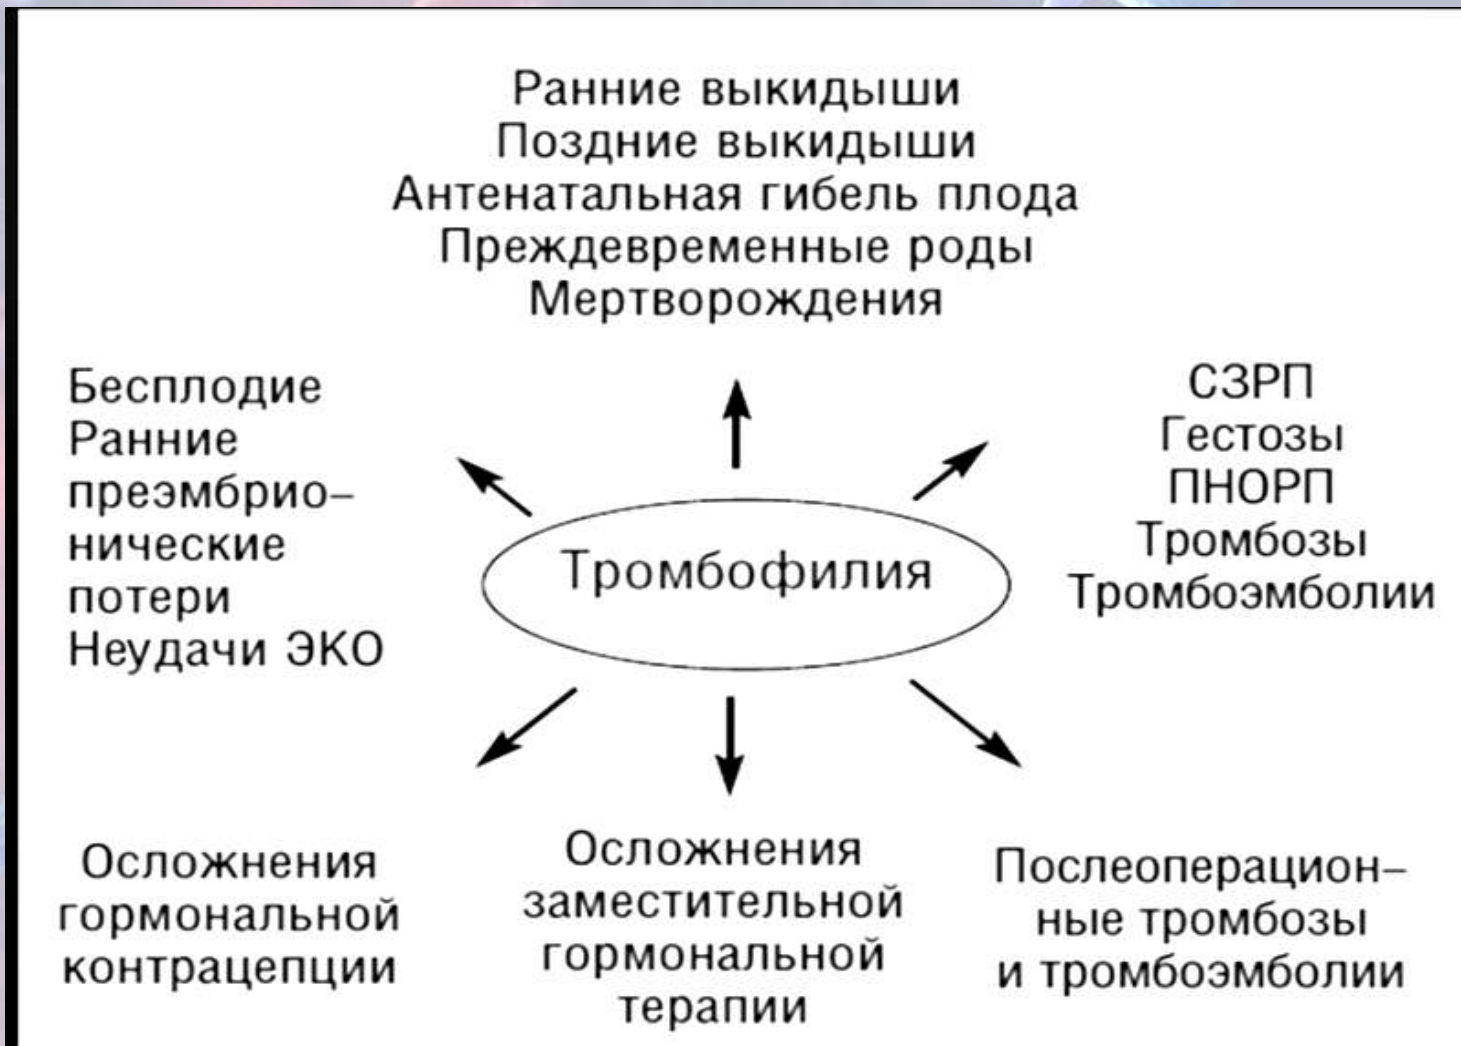 Ранние выкидыши
Поздние выкидыши
Антенатальная гибель плода
Преждевременные роды
Мертворождения
Бесплодие
Ранние
преэмбрио–
нические
потери
Неудачи ЭКО
СЗРП
Гестозы
ПНОРП
Тромбозы
Тромбоэмболии
Тромбофилия
Осложнения
гормональной
контрацепции
Осложнения
заместительной
гормональной
терапии
Послеоперацион–
ные тромбозы
и тромбоэмболии